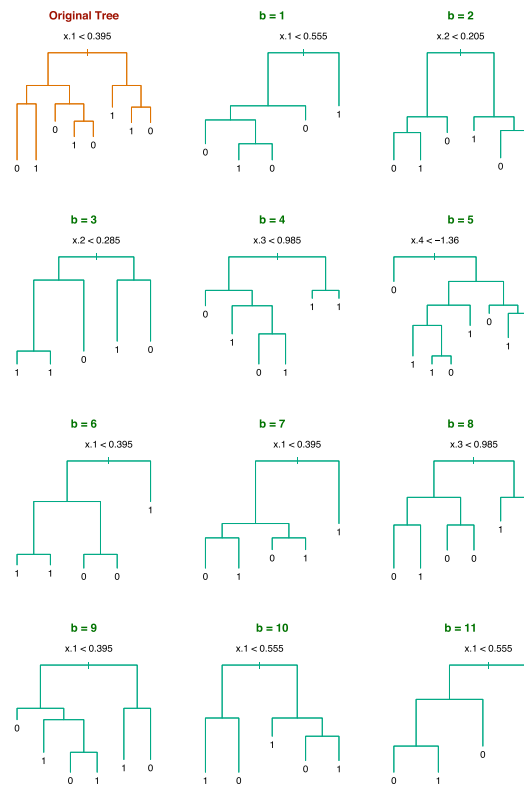 Original Tree
b = 1
b = 2
x.1 < 0.395
x.1 < 0.555
x.2 < 0.205
0 1 0 1 0 1 1 0
0 1 0 0 1
0 1 0 1 0
b = 3
b = 4
b = 5
x.2 < 0.285
x.3 < 0.985
x.4 < −1.36
1 1 0 1 0
0 1 0 1 1 1
0 1 1 0 1 0 1
b = 6
b = 7
b = 8
x.1 < 0.395
x.1 < 0.395
x.3 < 0.985
1 1 0 0 1
0 1 0 1 1
0 1 0 0 1
b = 9
b = 10
b = 11
x.1 < 0.395
x.1 < 0.555
x.1 < 0.555
0 1 0 1 1 0
1 0 1 0 1
0 1 0